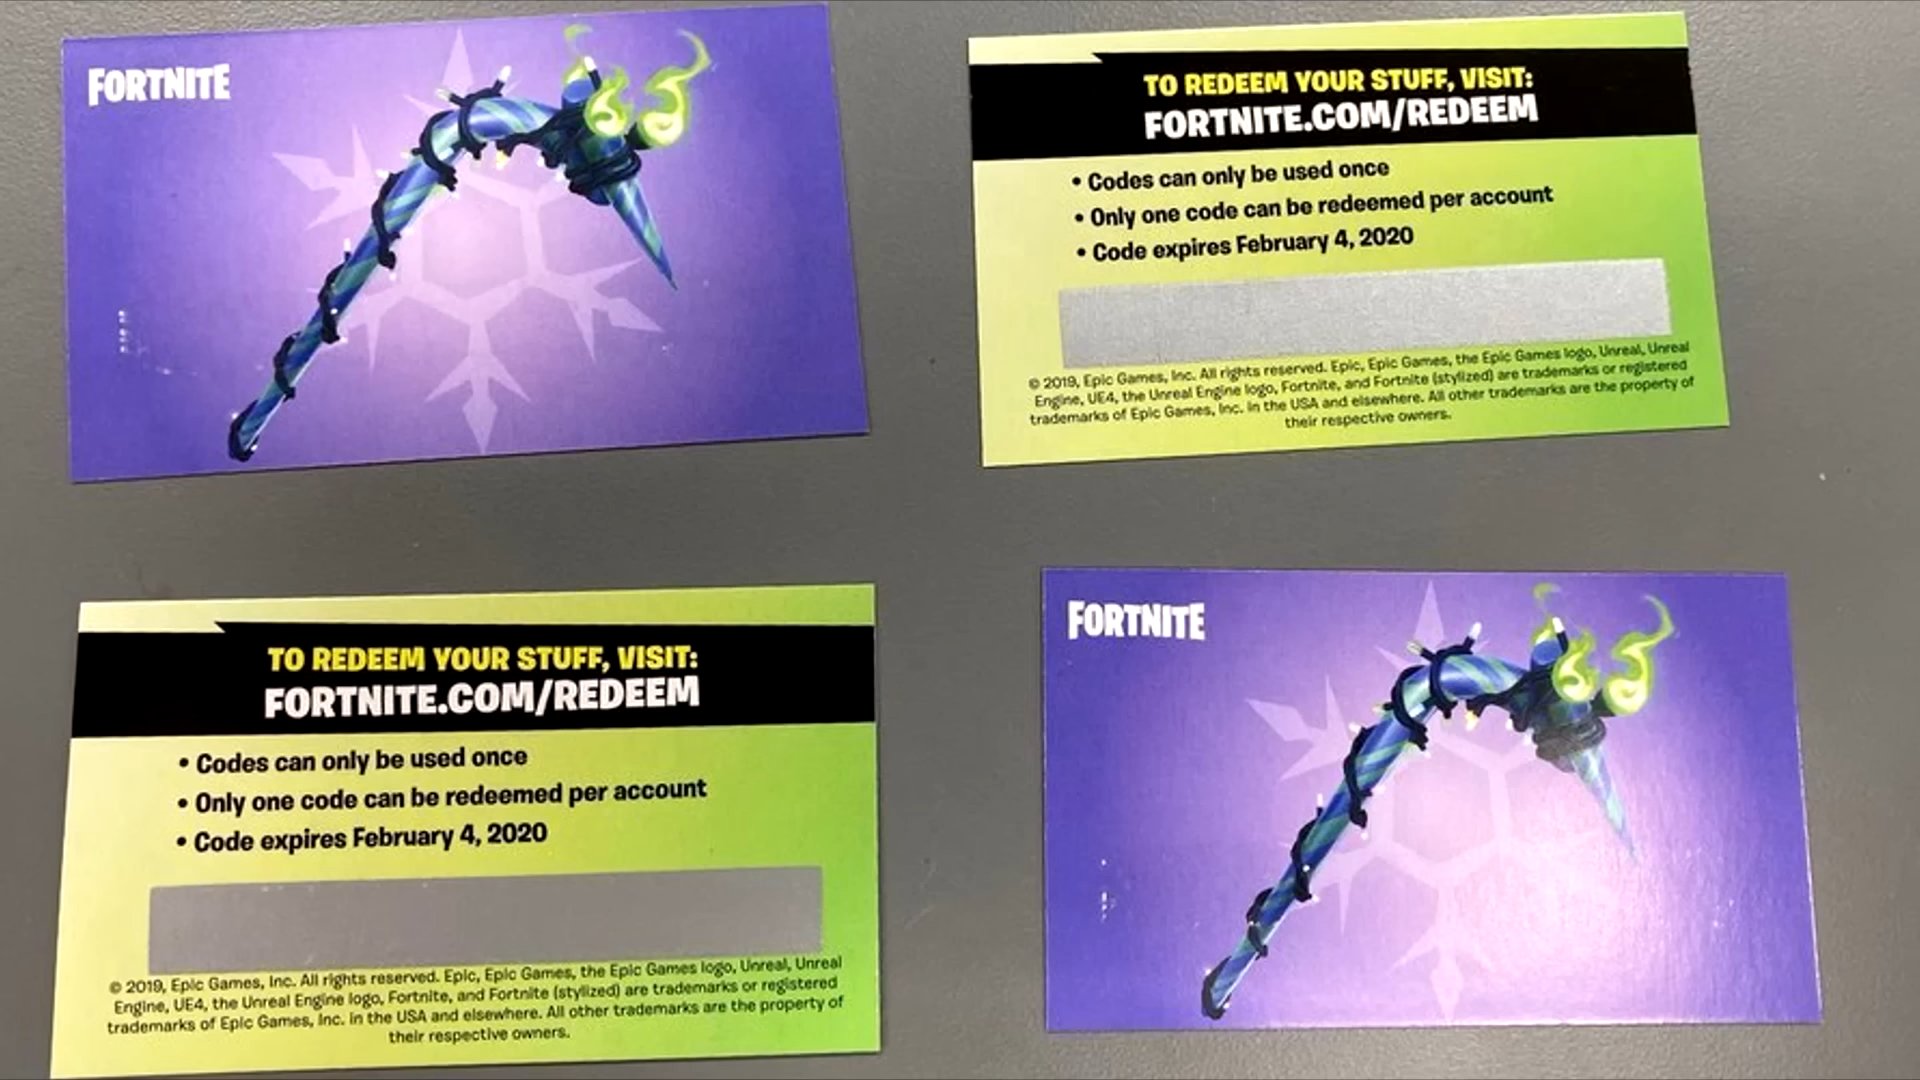 FORTNITE
TO REDEEM YOUR STUFF, VISIT:
FORTNITE.COM/REDEEM
• Codes can only be used once
• Only one code can be redeemed per account
• Code expires February 4, 2020
© 2019, Epic Games, Inc. All rights reserved. Epic, Epic Games, the Epic Games logo, Unreal, Unreal
Engine, UE4, the Unreal Engine logo, Fortnite, and Fortnite (stylized) are trademarks or registered
trademarks of Epic Games, Inc. in the USA and elsewhere. All other trademarks are the property of
their respective owners.
TO REDEEM YOUR STUFF, VISIT:
FORTNITE.COM/REDEEM
• Codes can only be used once
• Only one code can be redeemed per account
• Code expires February 4, 2020
© 2019, Epic Games, Inc. All rights reserved. Epic, Epic Games, the Epic Games logo, Unreal, Unreal
Engine, UE4, the Unreal Engine logo, Fortnite, and Fortnite (stylized) are trademarks or registered
trademarks of Epic Games, Inc. in the USA and elsewhere. All other trademarks are the property of
their respective owners.
FORTNITE